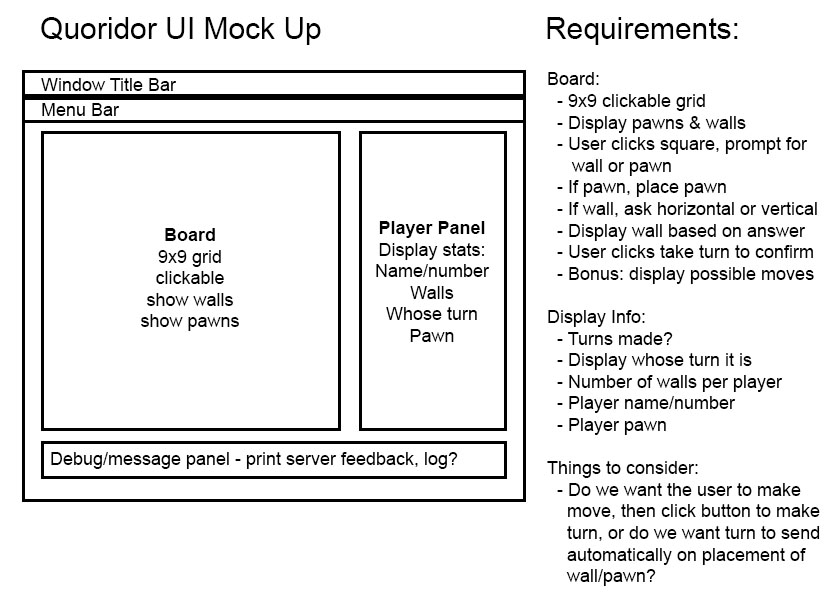 Quoridor UI Mock Up
Window Title Bar
Menu Bar
Board
9x9 grid
clickable
show walls
show pawns
Player Panel
Display stats:
Name/number
Walls
Whose turn
Pawn
Debug/message panel - print server feedback, log?
Requirements:
Board:
- 9x9 clickable grid
- Display pawns & walls
- User clicks square, prompt for
wall or pawn
- If pawn, place pawn
- If wall, ask horizontal or vertical
- Display wall based on answer
- User clicks take turn to confirm
- Bonus: display possible moves
Display Info:
- Turns made?
- Display whose turn it is
- Number of walls per player
- Player name/number
- Player pawn
Things to consider:
- Do we want the user to make
move, then click button to make
turn, or do we want turn to send
automatically on placement of
wall/pawn?